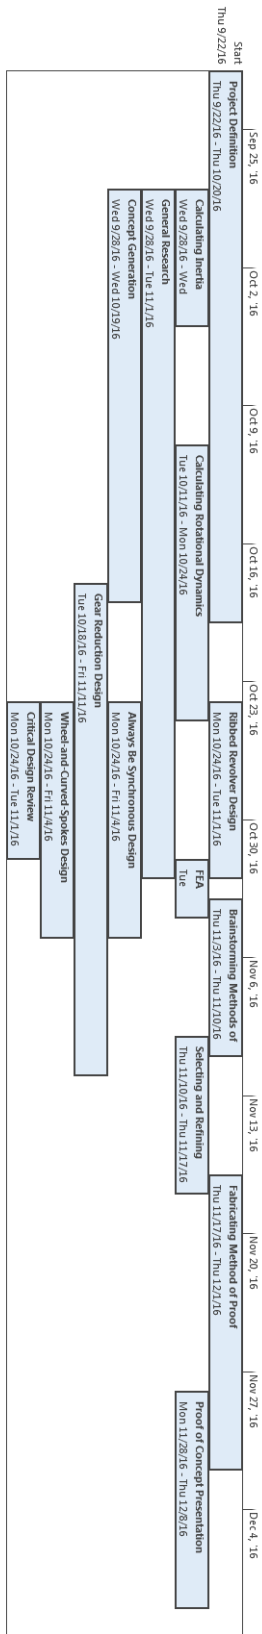 Start
Thu 9/22/16
Sep 25, '16
Oct 2, '16
Oct 9, '16
Oct 16, '16
Oct 23, '16
Oct 30, '16
Nov 6, '16
Nov 13, '16
Nov 20, '16
Nov 27, '16
Dec 4, '16
Project Definition
Thu 9/22/16 - Thu 10/20/16
Ribbed Revolver Design
Mon 10/24/16 - Tue 11/1/16
Brainstorming Methods of
Thu 11/3/16 - Thu 11/10/16
Fabricating Method of Proof
Thu 11/17/16 - Thu 12/1/16
Calculating Inertia
Wed 9/28/16 - Wed
Calculating Rotational Dynamics
Tue 10/11/16 - Mon 10/24/16
FEA
Tue
Selecting and Refining
Thu 11/10/16 - Thu 11/17/16
Proof of Concept Presentation
Mon 11/28/16 - Thu 12/8/16
General Research
Wed 9/28/16 - Tue 11/1/16
Concept Generation
Wed 9/28/16 - Wed 10/19/16
Always Be Synchronous Design
Mon 10/24/16 - Fri 11/4/16
Gear Reduction Design
Tue 10/18/16 - Fri 11/11/16
Wheel-and-Curved-Spokes Design
Mon 10/24/16 - Fri 11/4/16
Critical Design Review
Mon 10/24/16 - Tue 11/1/16